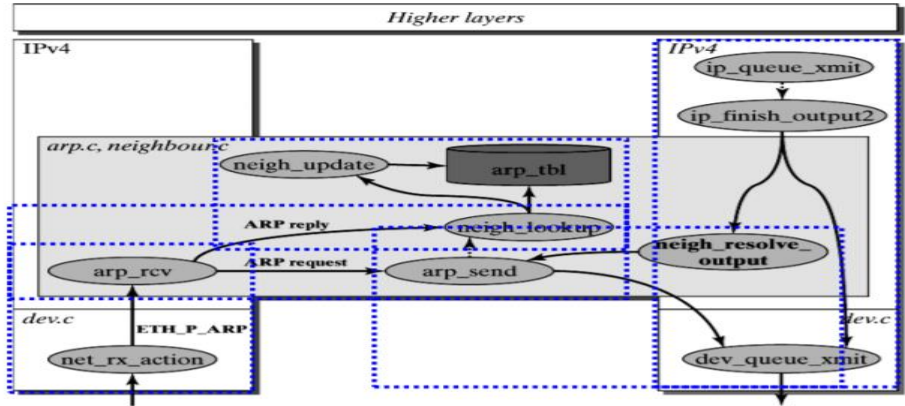 Higher layers
IPv4
IPv4
ip_queue_xmit
ip_finish_output2
arp.c, neighbour.c
neigh_update
arp_tbl
ARP reply
neigh_lookup
neigh_resolve_
output
arp_rcv
ARP request
arp_send
dev.c
dev.c
ETH_P_ARP
net_rx_action
dev_queue_xmit